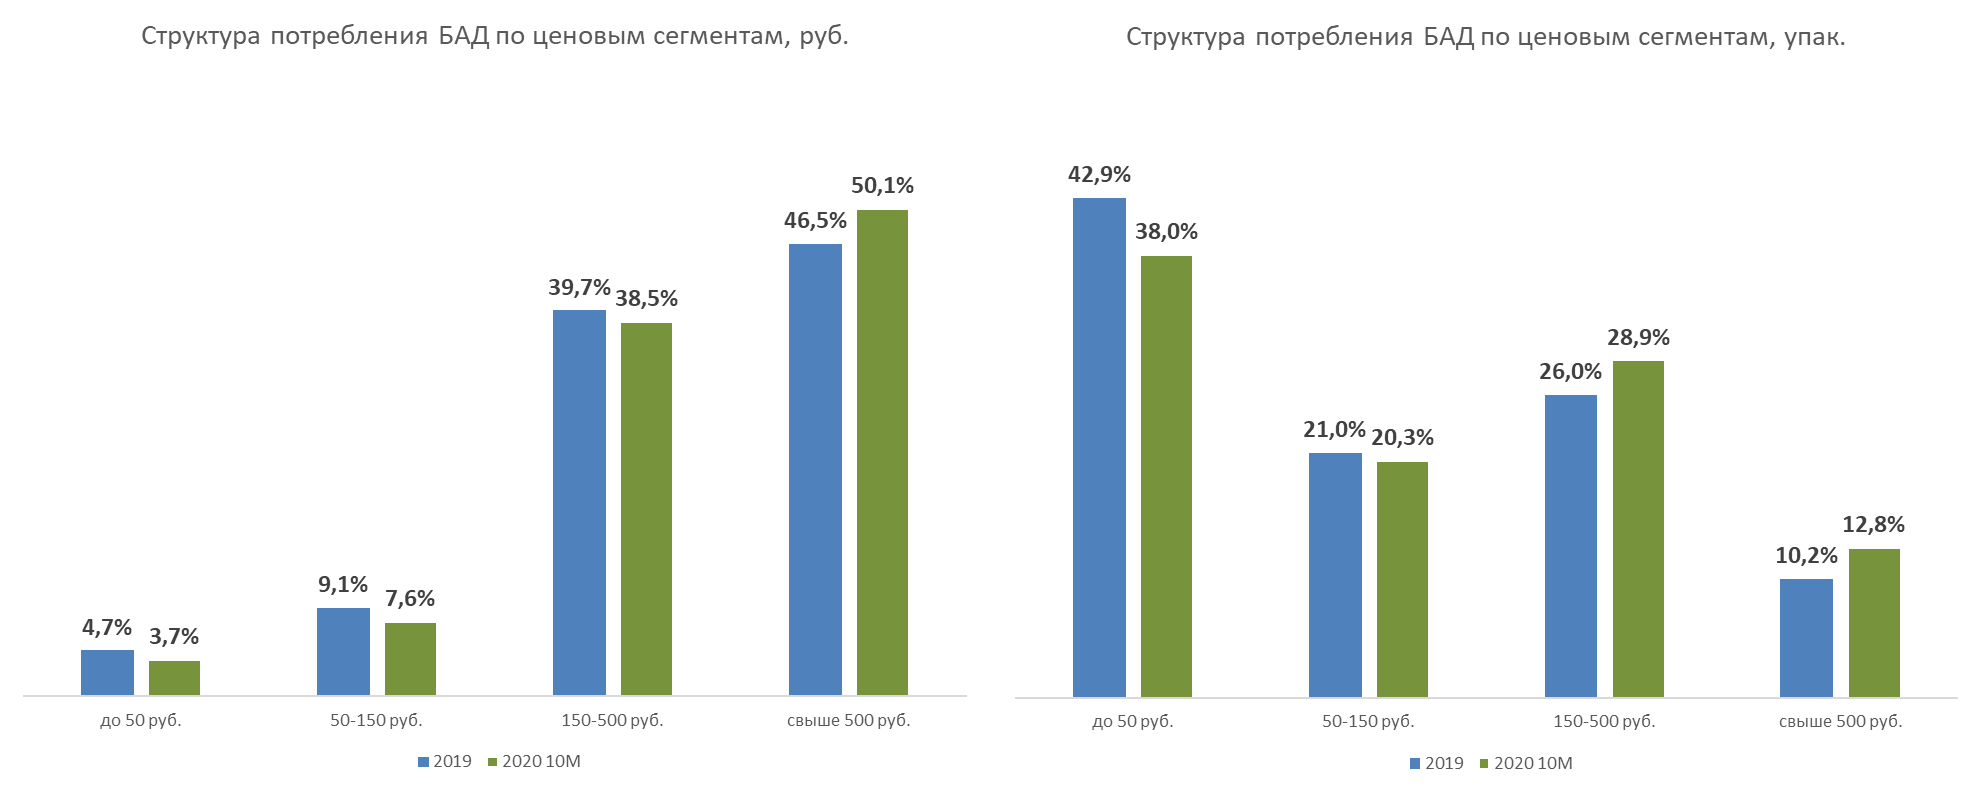 Структура потребления БАД по ценовым сегментам, руб.
4,7%
3,7%
9,1%
7,6%
39,7%
38,5%
46,5%
50,1%
до 50 руб.
50-150 руб.
150-500 руб.
свыше 500 руб.
2019
2020 10М
Структура потребления БАД по ценовым сегментам, упак.
42,9%
38,0%
21,0%
20,3%
26,0%
28,9%
10,2%
12,8%
до 50 руб.
50-150 руб.
150-500 руб.
свыше 500 руб.
2019
2020 10М